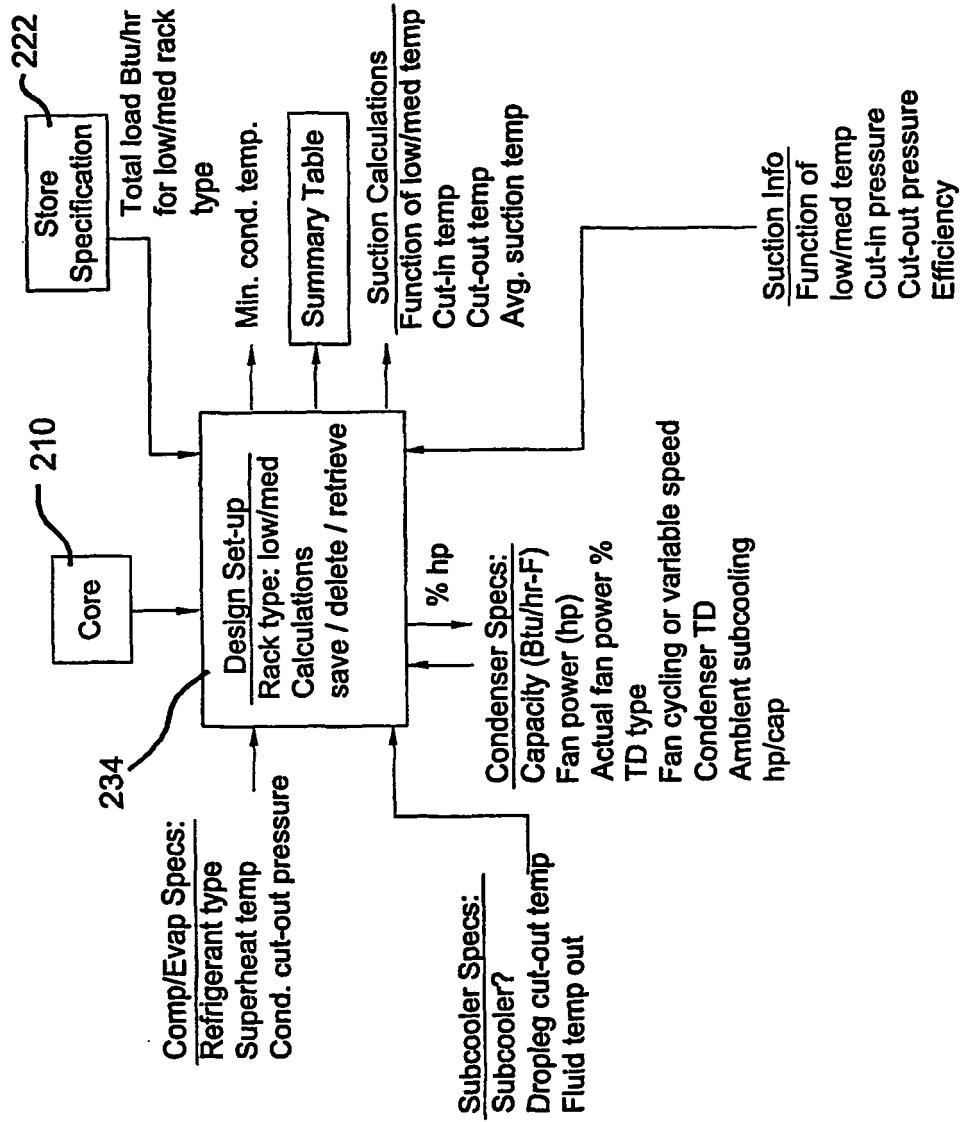 222
Store
Specification
Total load Btu/hr
for low/med rack
type
210
Core
234
Design Set-up
Rack type: low/med
Calculations
save / delete / retrieve
Min. cond. temp.
Summary Table
Suction Calculations
Function of low/med temp
Cut-in temp
Cut-out temp
Avg. suction temp
Comp/Evap Specs:
Refrigerant type
Superheat temp
Cond. cut-out pressure
% hp
Condenser Specs:
Capacity (Btu/hr-F)
Fan power (hp)
Actual fan power %
TD type
Fan cycling or variable speed
Condenser TD
Ambient subcooling
hp/cap
Subcooler Specs:
Subcooler?
Dropleg cut-out temp
Fluid temp out
Suction Info
Function of
low/med temp
Cut-in pressure
Cut-out pressure
Efficiency